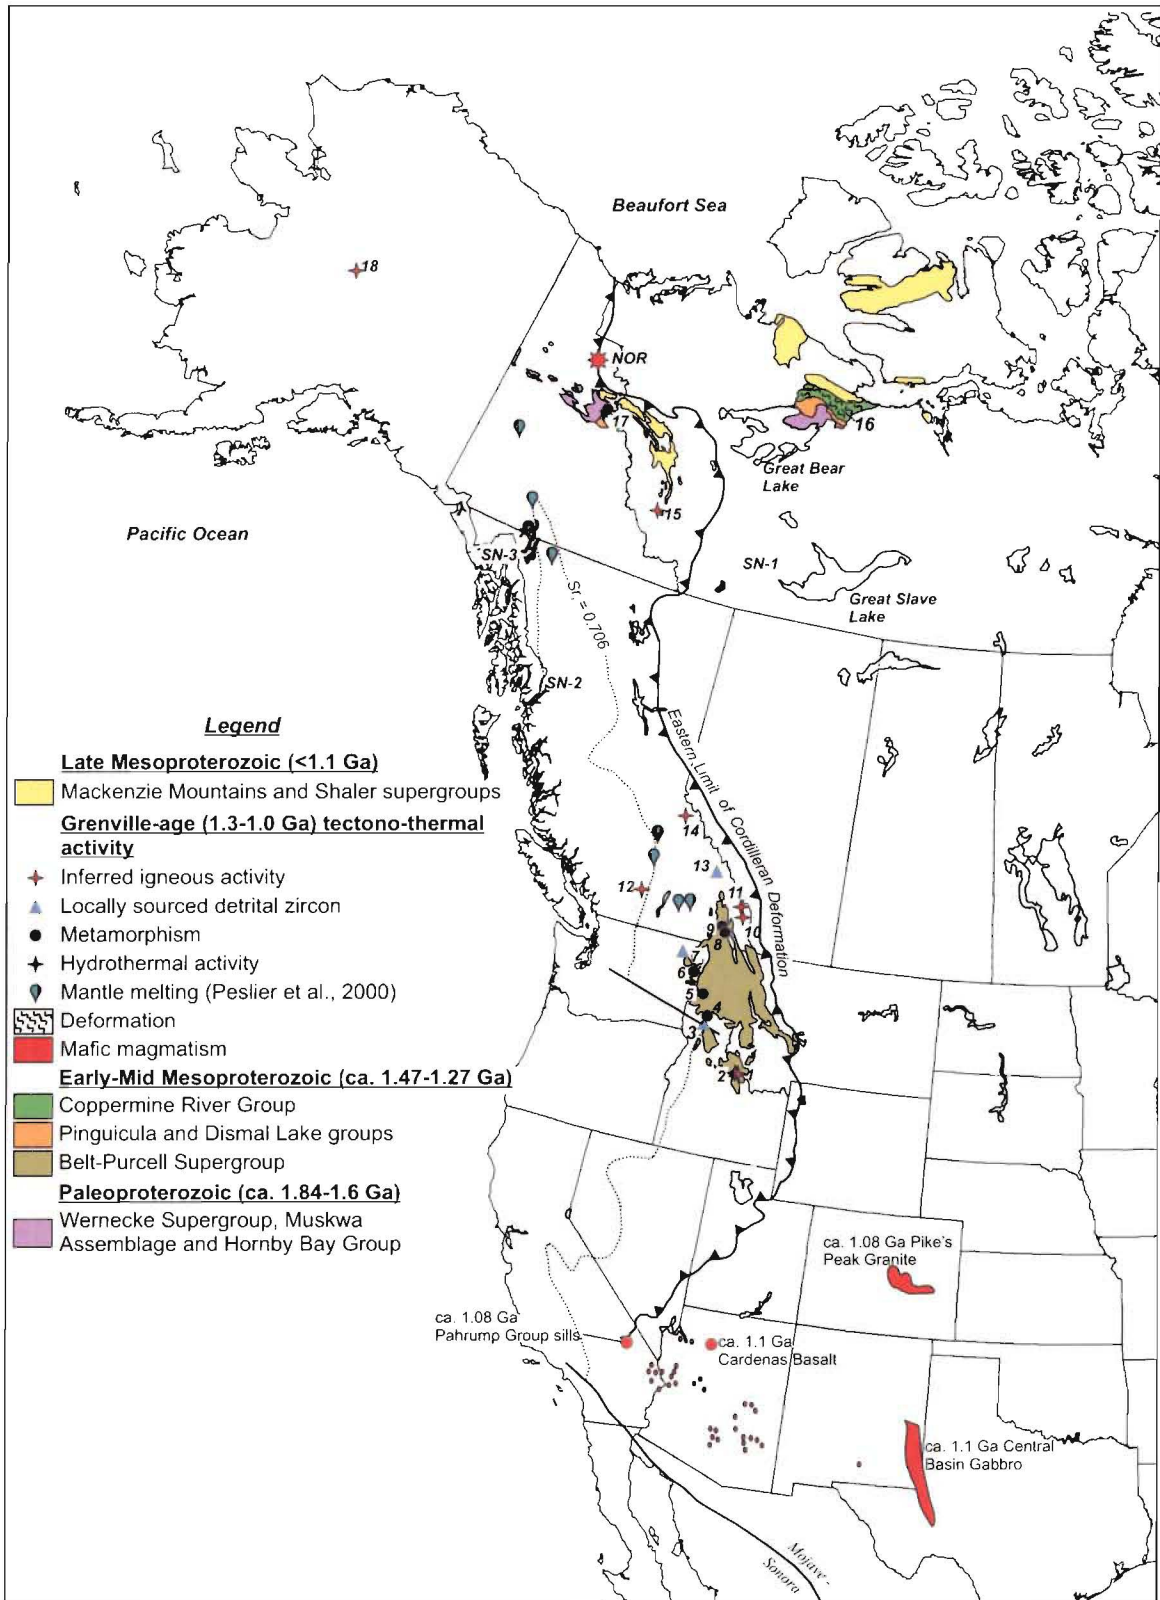 Beaufort Sea
18
NOR
17
16
Great Bear
Lake
15
Pacific Ocean
SN-3
SN-1
Great Slave
Lake
Sr, = 0.706
SN-2
Eastern Limit of Cordilleran Deformation
Legend
Late Mesoproterozoic (<1.1 Ga)
Mackenzie Mountains and Shaler supergroups
Grenville-age (1.3-1.0 Ga) tectono-thermal
activity
Inferred igneous activity
Locally sourced detrital zircon
Metamorphism
Hydrothermal activity
Mantle melting (Peslier et al., 2000)
Deformation
Mafic magmatism
Early-Mid Mesoproterozoic (ca. 1.47-1.27 Ga)
Coppermine River Group
Pinguicula and Dismal Lake groups
Belt-Purcell Supergroup
Paleoproterozoic (ca. 1.84-1.6 Ga)
Wernecke Supergroup, Muskwa
Assemblage and Hornby Bay Group
14
13
12
11
10
9
8
7
6
5
4
3
2
ca. 1.08 Ga Pike's
Peak Granite
ca. 1.08 Ga
Pahrump Group sills
ca. 1.1 Ga
Cardenas Basalt
ca. 1.1 Ga Central
Basin Gabbro
Mojave -
Sonora